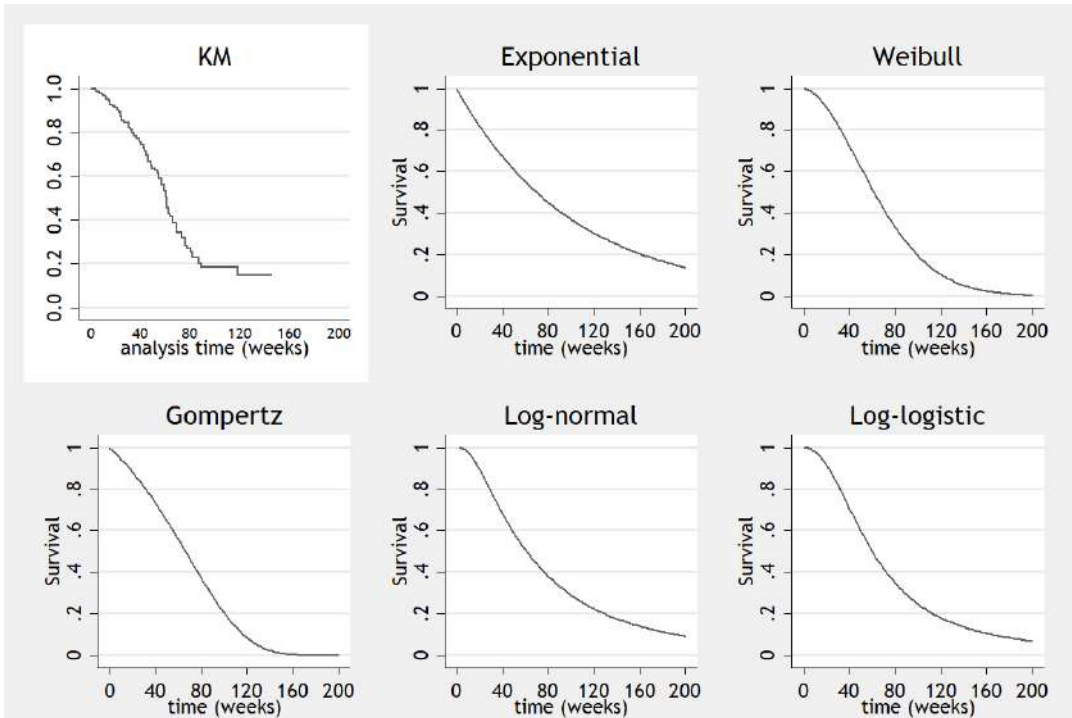 KM
1.0
0.8
0.6
0.4
0.2
0.0
0 40 80 120 160 200
analysis time (weeks)
Exponential
Survival
1
.8
.6
.4
.2
0
0 40 80 120 160 200
time (weeks)
Weibull
Survival
1
.8
.6
.4
.2
0
0 40 80 120 160 200
time (weeks)
Gompertz
Survival
1
.8
.6
.4
.2
0
0 40 80 120 160 200
time (weeks)
Log-normal
Survival
1
.8
.6
.4
.2
0
0 40 80 120 160 200
time (weeks)
Log-logistic
Survival
1
.8
.6
.4
.2
0
0 40 80 120 160 200
time (weeks)